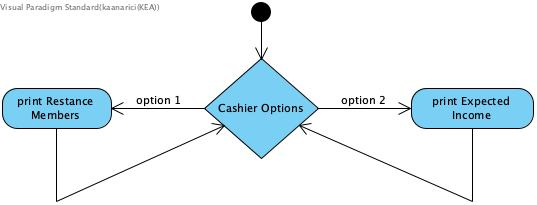 Visual Paradigm Standard(kaanarici(KEA))
print Restance
Members
option 1
Cashier Options
option 2
print Expected
Income